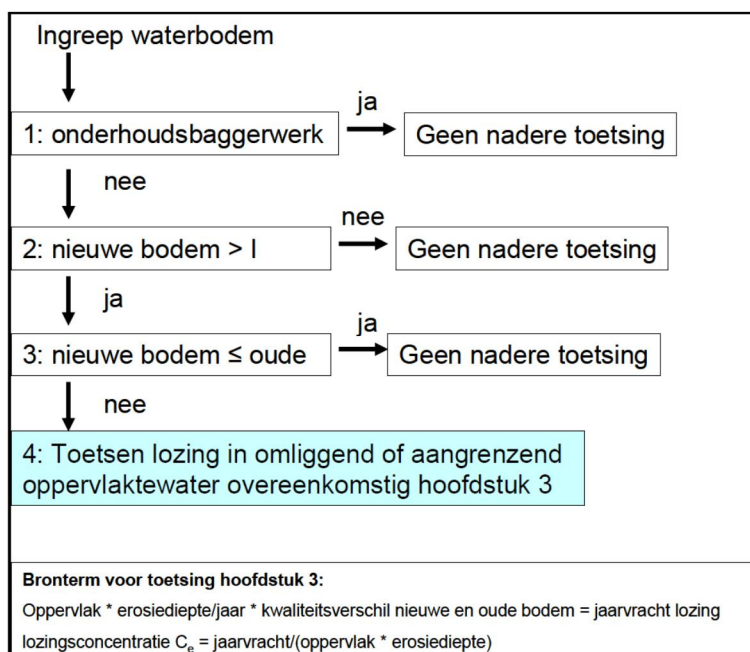 Ingreep waterbodem
ja
1: onderhoudsbaggerwerk
Geen nadere toetsing
nee
nee
2: nieuwe bodem > I
Geen nadere toetsing
ja
ja
3: nieuwe bodem ≤ oude
Geen nadere toetsing
nee
4: Toetsen lozing in omliggend of aangrenzend
oppervlaktewater overeenkomstig hoofdstuk 3
Bronterm voor toetsing hoofdstuk 3:
Oppervlak * erosiediepte/jaar * kwaliteitsverschil nieuwe en oude bodem = jaarvracht lozing
lozingsconcentratie Ce = jaarvracht/(oppervlak * erosiediepte)